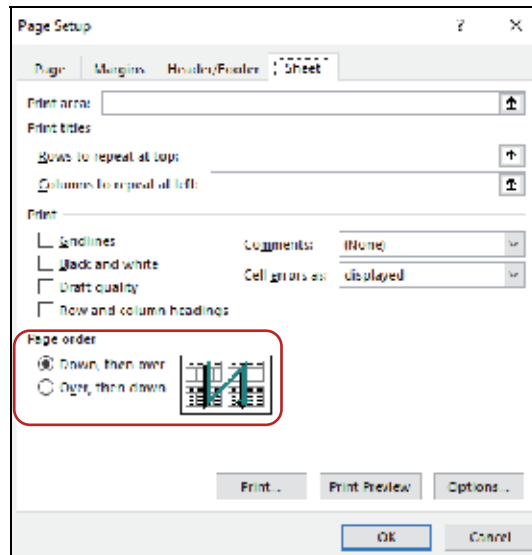 Page Setup ? ×
Page Margins Header/Footer Sheet
Print area:
Print titles
Rows to repeat at top:
Columns to repeat at left:
Print
Gridlines Comments: (None)
Black and white Cell errors as: displayed
Draft quality
Row and column headings
Page order
Down, then over
Over, then down
Print... Print Preview Options...
OK Cancel